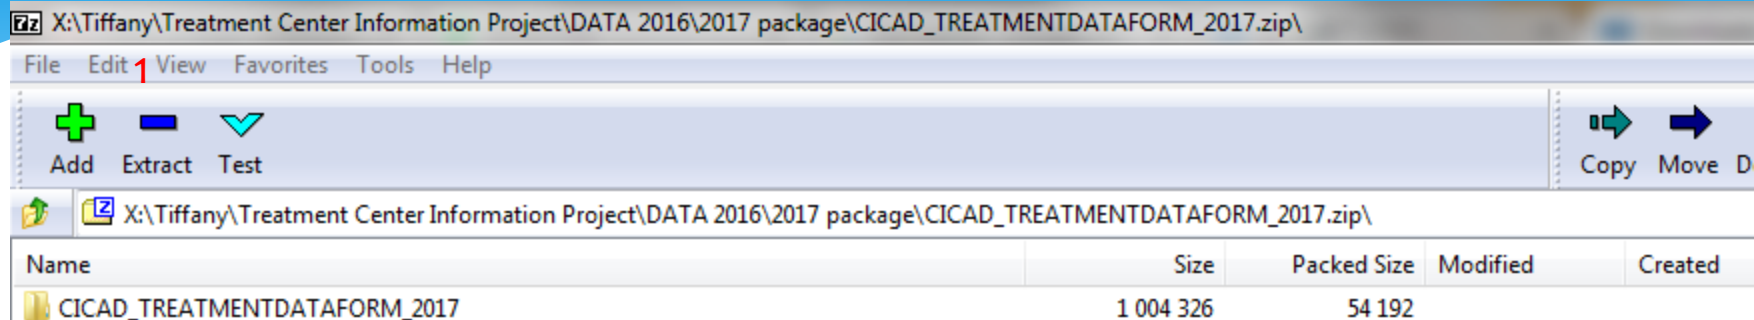 7z X:\Tiffany\Treatment Center Information Project\DATA 2016\2017 package\CICAD_TREATMENTDATAFORM_2017.zip\
File Edit 1 View Favorites Tools Help
Add Extract Test Copy Move
Z X:\Tiffany\Treatment Center Information Project\DATA 2016\2017 package\CICAD_TREATMENTDATAFORM_2017.zip\
Name Size Packed Size Modified Created
CICAD_TREATMENTDATAFORM_2017 1 004 326 54 192